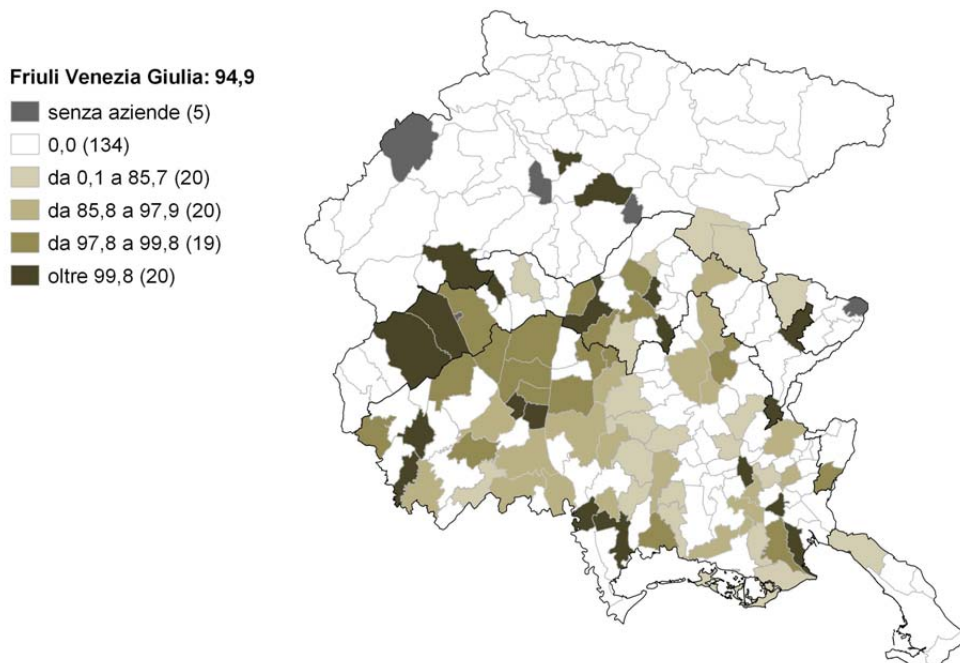 Friuli Venezia Giulia: 94,9
senza aziende (5)
0,0 (134)
da 0,1 a 85,7 (20)
da 85,8 a 97,9 (20)
da 97,8 a 99,8 (19)
oltre 99,8 (20)